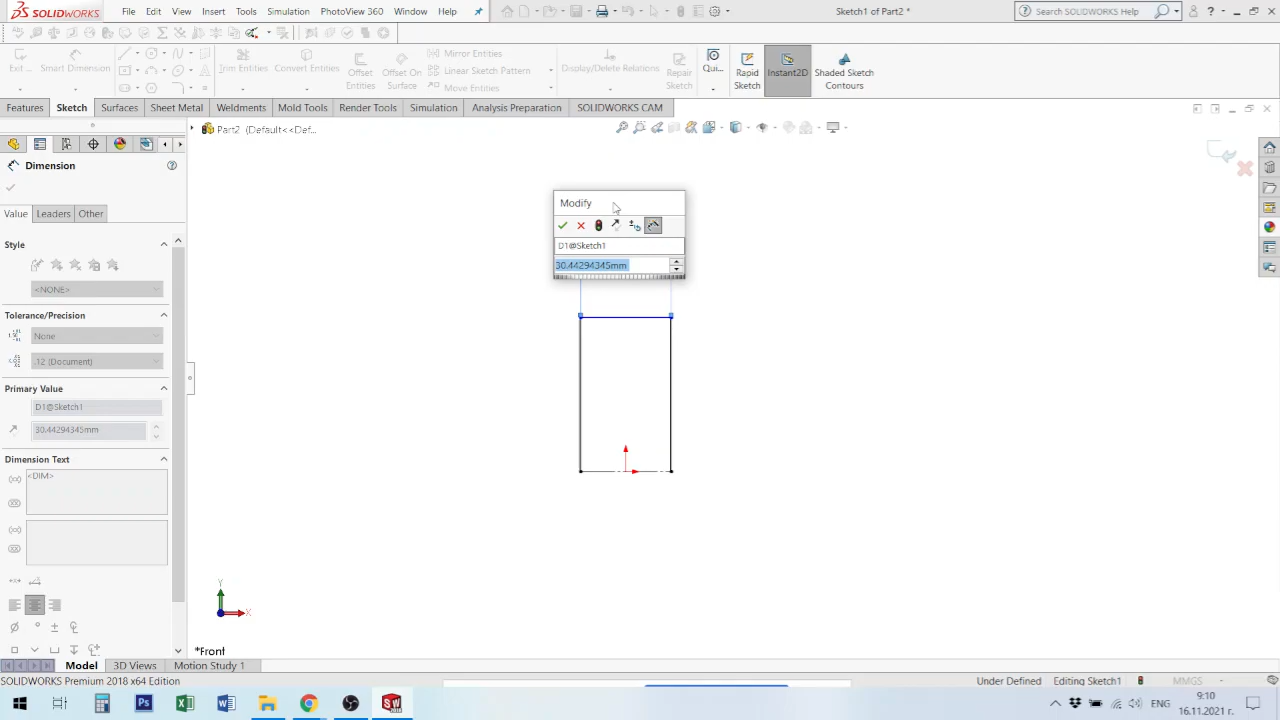 SOLIDWORKS File Edit View Insert Tools Simulation PhotoView 360 Window Help Sketch1 of Part2 * Search SOLIDWORKS Help
Exit ... Smart Dimension Trim Entities Convert Entities Offset Entities Offset On Surface Mirror Entities Linear Sketch Pattern Move Entities Display/Delete Relations Repair Sketch Qui... Rapid Sketch Instant2D Shaded Sketch Contours
Features Sketch Surfaces Sheet Metal Weldments Mold Tools Render Tools Simulation Analysis Preparation SOLIDWORKS CAM
Part2 (Default<<Def...
Dimension
Value Leaders Other
Style
<NONE>
Tolerance/Precision
None
.12 (Document)
Primary Value
D1@Sketch1
30.44294345mm
Dimension Text
<DIM>
Modify
D1@Sketch1
30.44294345mm
Y
X
*Front
Model 3D Views Motion Study 1
SOLIDWORKS Premium 2018 x64 Edition Under Defined Editing Sketch1 MMGS
ENG 9:10
16.11.2021 г.